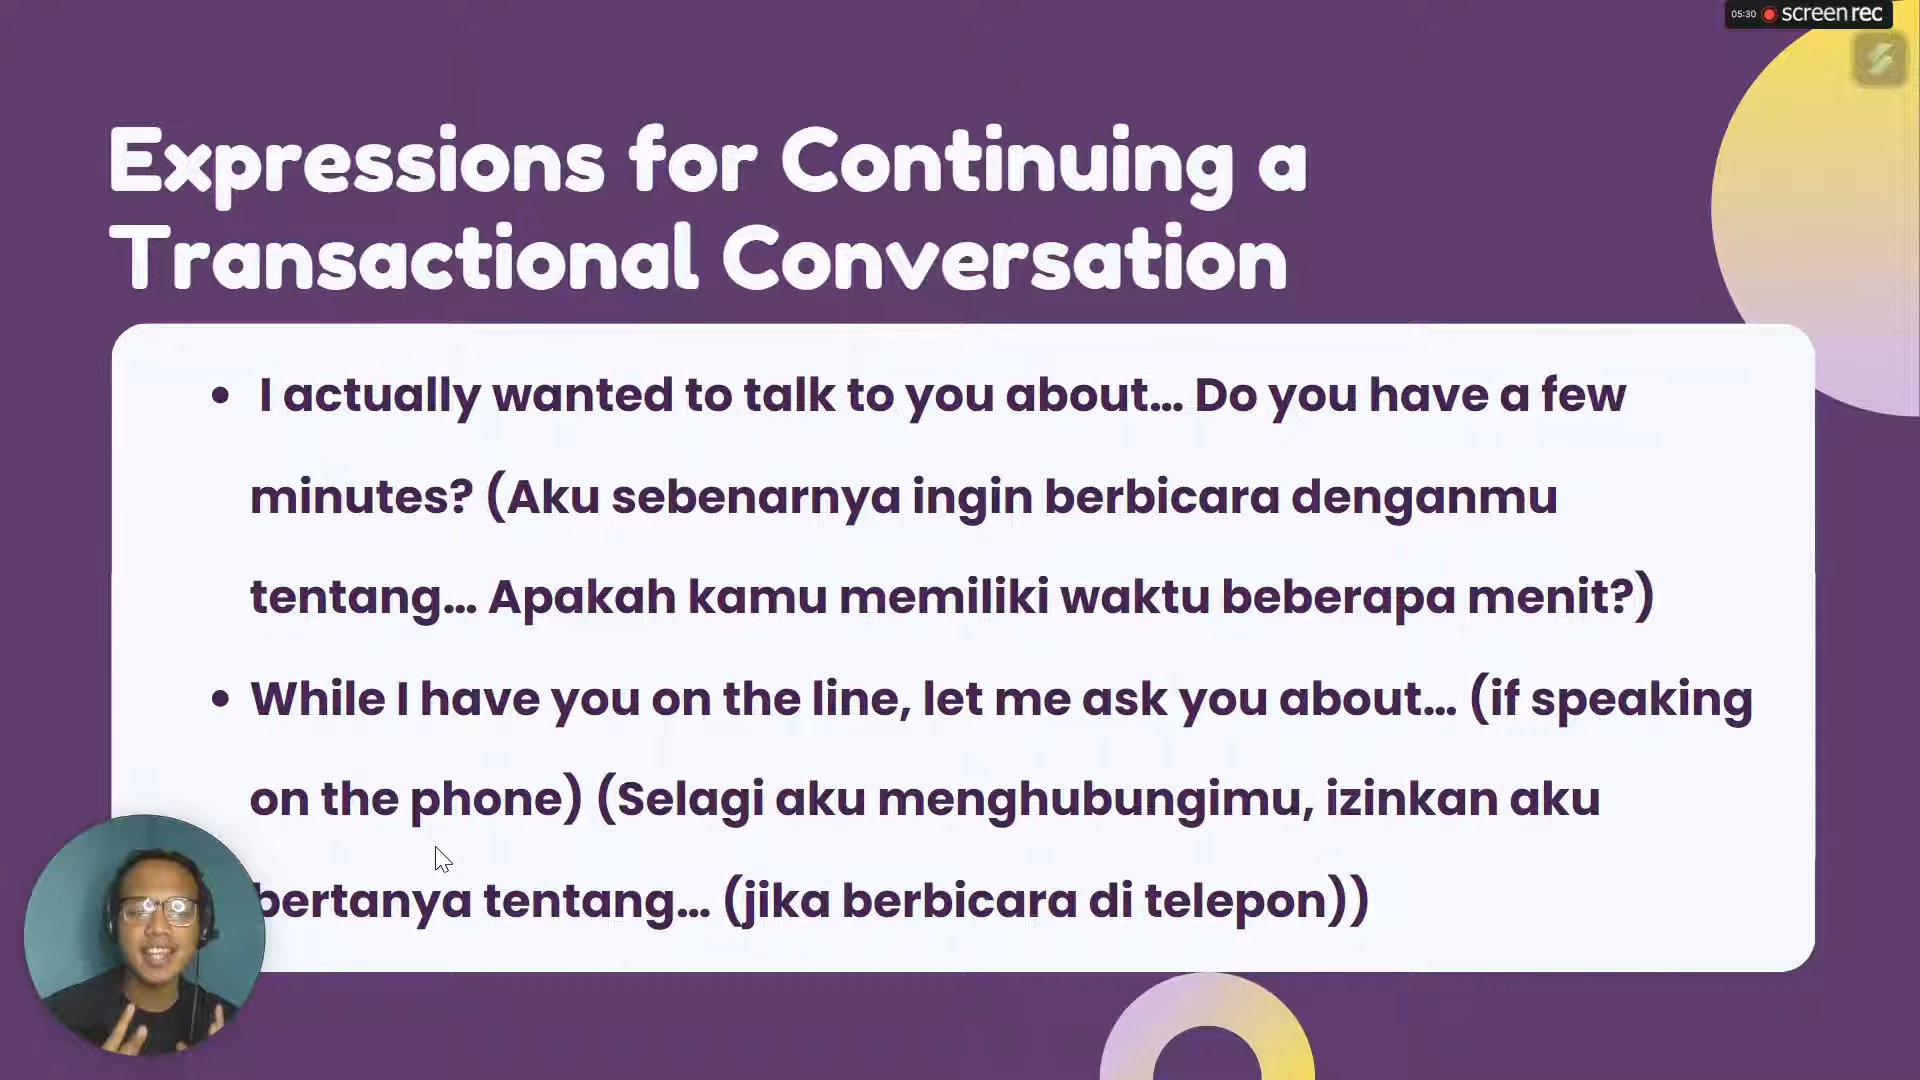 05:30 screenrec
Expressions for Continuing a
Transactional Conversation
• I actually wanted to talk to you about... Do you have a few
minutes? (Aku sebenarnya ingin berbicara denganmu
tentang... Apakah kamu memiliki waktu beberapa menit?)
• While I have you on the line, let me ask you about... (if speaking
on the phone) (Selagi aku menghubungimu, izinkan aku
bertanya tentang... (jika berbicara di telepon))